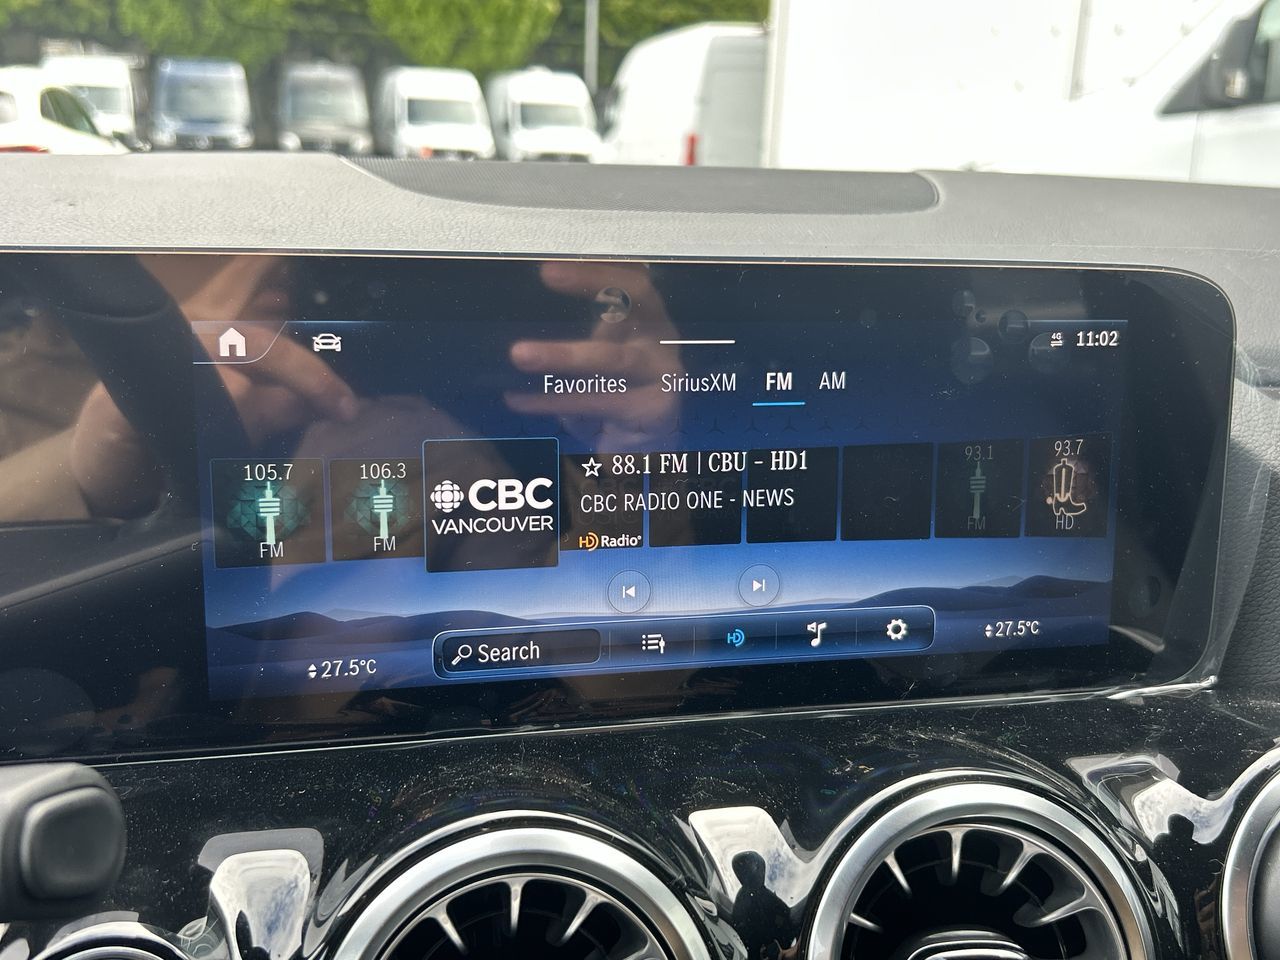 4G 11:02
Favorites SiriusXM FM AM
105.7
FM
106.3
FM
CBC
VANCOUVER
88.1 FM | CBU - HD1
CBC RADIO ONE - NEWS
HD Radio
93.1
FM
93.7
HD
Search
HD
27.5°C
27.5°C